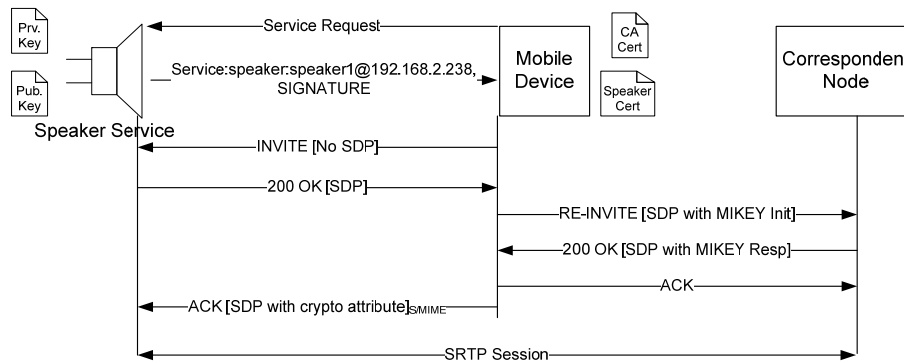 Prv.
Key
Pub.
Key
Speaker Service
Service Request
Service:speaker:speaker1@192.168.2.238,
SIGNATURE
Mobile
Device
CA
Cert
Speaker
Cert
Corresponden
Node
INVITE [No SDP]
200 OK [SDP]
RE-INVITE [SDP with MIKEY Init]
200 OK [SDP with MIKEY Resp]
ACK
ACK [SDP with crypto attribute]S/MIME
SRTP Session